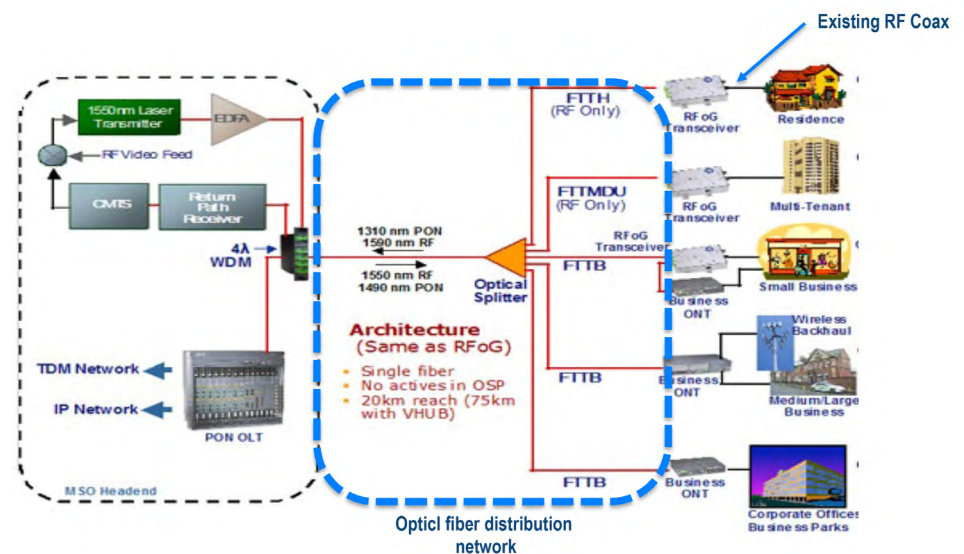 Existing RF Coax
1550nm Laser
Transmitter
EDFA
RF Video Feed
CMTS
Return
Path
Receiver
4λ
WDM
TDM Network
IP Network
PON OLT
MSO Headend
1310 nm PON
1590 nm RF
1550 nm RF
1490 nm PON
Optical
Splitter
Architecture
(Same as RFoG)
Single fiber
No actives in OSP
20km reach (75km
with VHUB)
FTTH
(RF Only)
RFoG
Transceiver
Residence
FTTMDU
(RF Only)
RFoG
Transceiver
Multi-Tenant
RFoG
Transceiver
FTTB
Business
ONT
Small Business
Wireless
Backhaul
FTTB
Business
ONT
Medium/Large
Business
FTTB
Business
ONT
Corporate Offices
Business Parks
Opticl fiber distribution
network